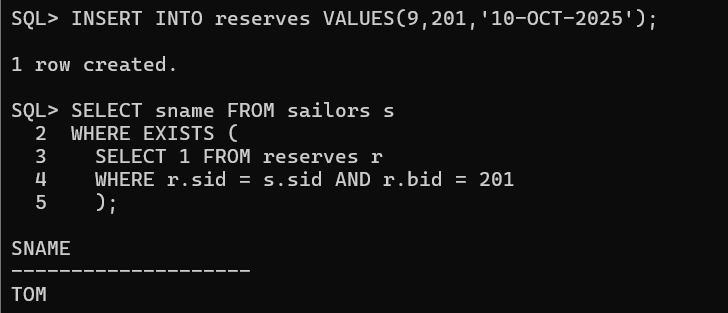 SQL> INSERT INTO reserves VALUES(9,201,'10-OCT-2025');
1 row created.
SQL> SELECT sname FROM sailors s
  2  WHERE EXISTS (
  3    SELECT 1 FROM reserves r
  4    WHERE r.sid = s.sid AND r.bid = 201
  5    );
SNAME
--------------------
TOM